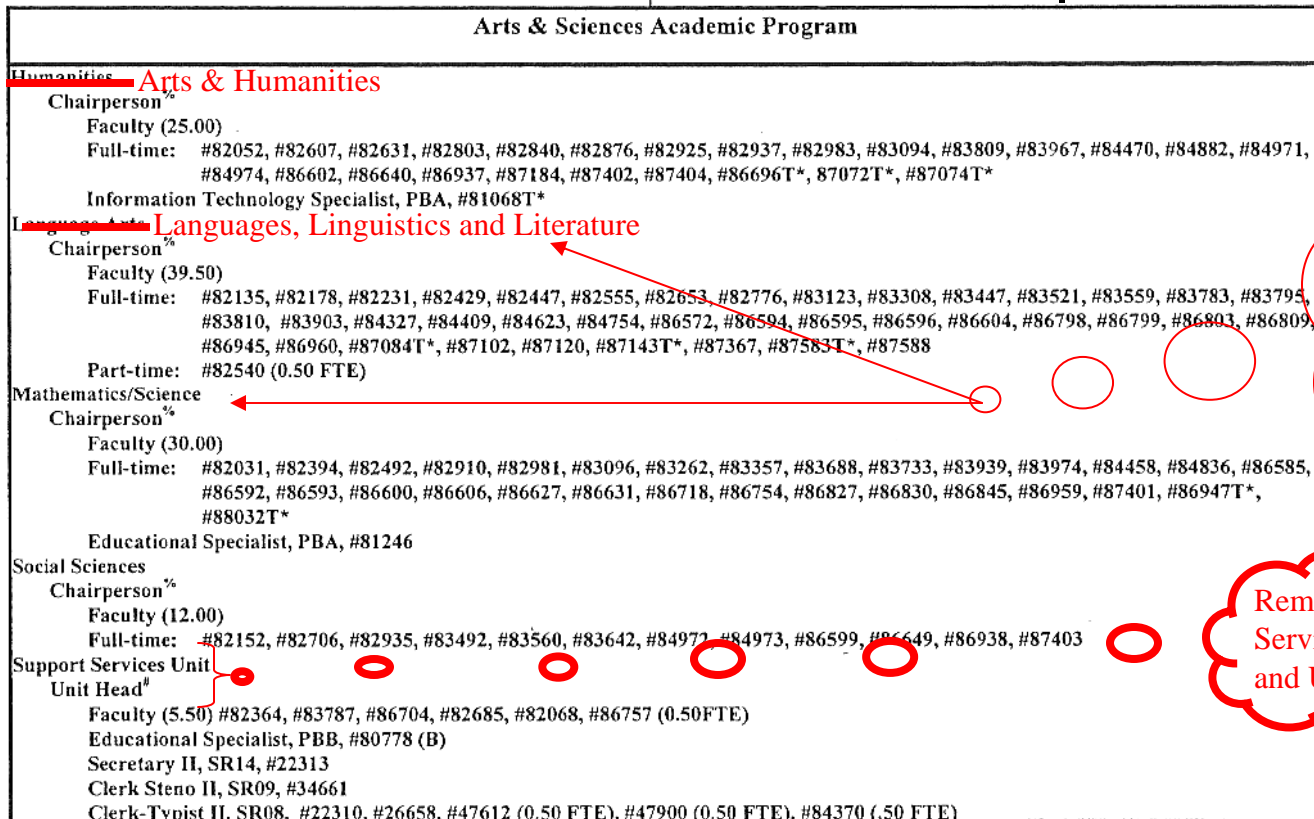 Arts & Sciences Academic Program
Humanities Arts & Humanities
Chairperson%
Faculty (25.00)
Full-time: #82052, #82607, #82631, #82803, #82840, #82876, #82925, #82937, #82983, #83094, #83809, #83967, #84470, #84882, #84971,
#84974, #86602, #86640, #86937, #87184, #87402, #87404, #86696T*, 87072T*, #87074T*
Information Technology Specialist, PBA, #81068T*
Language Arts Languages, Linguistics and Literature
Chairperson%
Faculty (39.50)
Full-time: #82135, #82178, #82231, #82429, #82447, #82555, #82653, #82776, #83123, #83308, #83447, #83521, #83559, #83783, #83795,
#83810, #83903, #84327, #84409, #84623, #84754, #86572, #86594, #86595, #86596, #86604, #86798, #86799, #86803, #86809,
#86945, #86960, #87084T*, #87102, #87120, #87143T*, #87367, #87583T*, #87588
Part-time: #82540 (0.50 FTE)
Mathematics/Science
Chairperson%
Faculty (30.00)
Full-time: #82031, #82394, #82492, #82910, #82981, #83096, #83262, #83357, #83688, #83733, #83939, #83974, #84458, #84836, #86585,
#86592, #86593, #86600, #86606, #86627, #86631, #86718, #86754, #86827, #86830, #86845, #86959, #87401, #86947T*,
#88032T*
Educational Specialist, PBA, #81246
Social Sciences
Chairperson%
Faculty (12.00)
Full-time: #82152, #82706, #82935, #83492, #83560, #83642, #84972, #84973, #86599, #86649, #86938, #87403
Rem
Servi
and U
Support Services Unit
Unit Head#
Faculty (5.50) #82364, #83787, #86704, #82685, #82068, #86757 (0.50FTE)
Educational Specialist, PBB, #80778 (B)
Secretary II, SR14, #22313
Clerk Steno II, SR09, #34661
Clerk-Typist II, SR08, #22310, #26658, #47612 (0.50 FTE), #47900 (0.50 FTE), #84370 (.50 FTE)